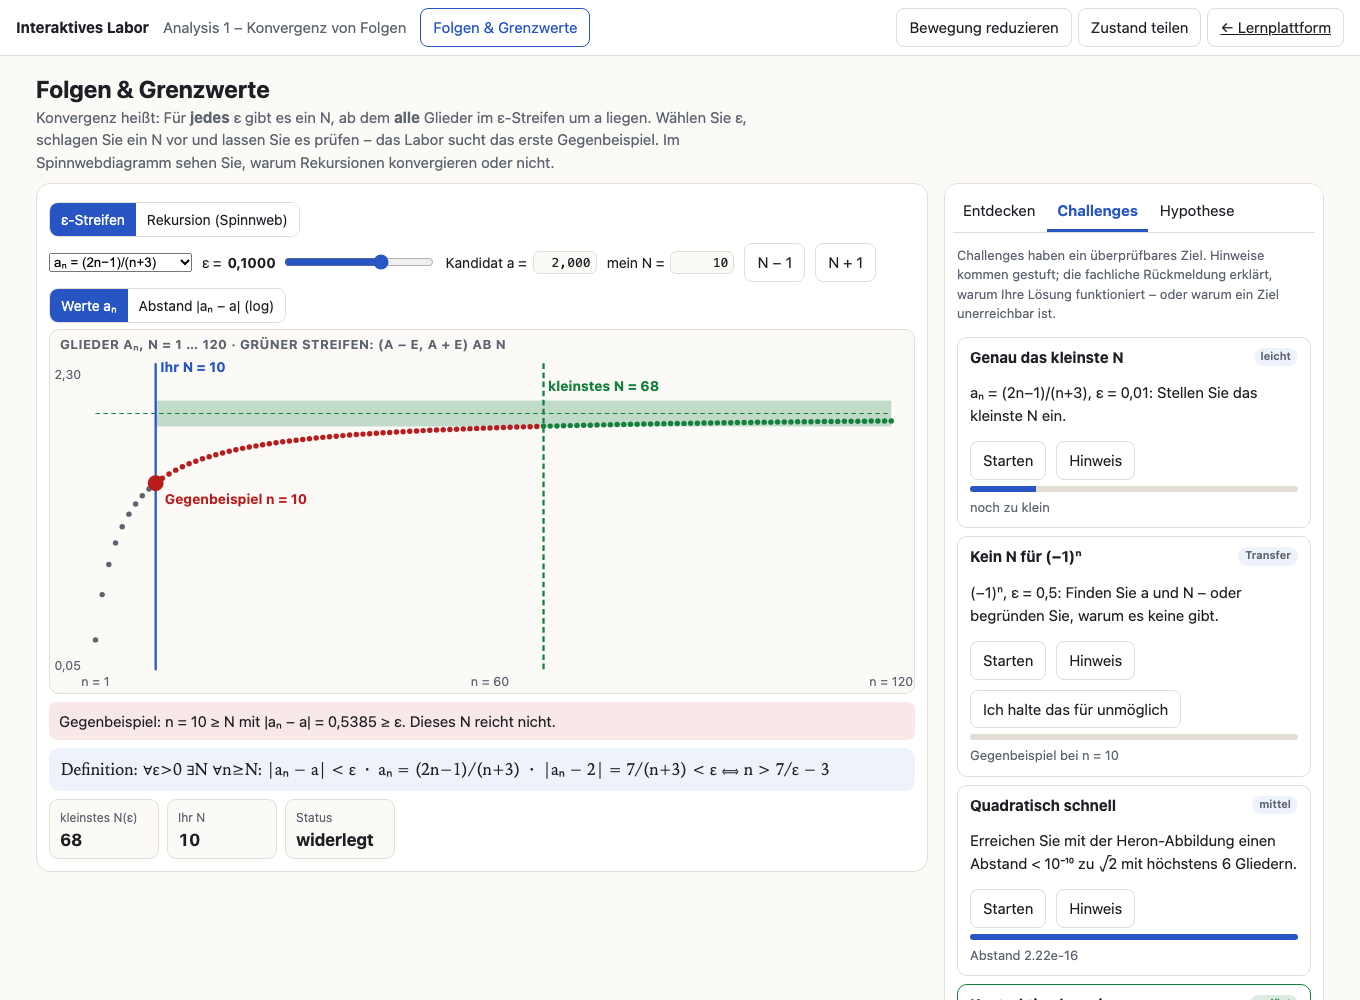 Interaktives Labor
Analysis 1 – Konvergenz von Folgen
Folgen & Grenzwerte
Bewegung reduzieren
Zustand teilen
← Lernplattform
Folgen & Grenzwerte
Konvergenz heißt: Für jedes ε gibt es ein N, ab dem alle Glieder im ε-Streifen um a liegen. Wählen Sie ε,
schlagen Sie ein N vor und lassen Sie es prüfen – das Labor sucht das erste Gegenbeispiel. Im
Spinnwebdiagramm sehen Sie, warum Rekursionen konvergieren oder nicht.
ε-Streifen
Rekursion (Spinnweb)
aₙ = (2n−1)/(n+3)
ε = 0,1000
Kandidat a = 2,000
mein N = 10
N − 1
N + 1
Werte aₙ
Abstand |aₙ − a| (log)
GLIEDER Aₙ, N = 1 … 120 · GRÜNER STREIFEN: (A − Ε, A + Ε) AB N
Ihr N = 10
2,30
kleinstes N = 68
Gegenbeispiel n = 10
0,05
n = 1
n = 60
n = 120
Gegenbeispiel: n = 10 ≥ N mit |aₙ − a| = 0,5385 ≥ ε. Dieses N reicht nicht.
Definition: ∀ε>0 ∃N ∀n≥N: |aₙ − a| < ε · aₙ = (2n−1)/(n+3) · |aₙ − 2| = 7/(n+3) < ε ⟺ n > 7/ε − 3
kleinstes N(ε)
68
Ihr N
10
Status
widerlegt
Entdecken
Challenges
Hypothese
Challenges haben ein überprüfbares Ziel. Hinweise
kommen gestuft; die fachliche Rückmeldung erklärt,
warum Ihre Lösung funktioniert – oder warum ein Ziel
unerreichbar ist.
Genau das kleinste N
leicht
aₙ = (2n−1)/(n+3), ε = 0,01: Stellen Sie das
kleinste N ein.
Starten
Hinweis
noch zu klein
Kein N für (−1)ⁿ
Transfer
(−1)ⁿ, ε = 0,5: Finden Sie a und N – oder
begründen Sie, warum es keine gibt.
Starten
Hinweis
Ich halte das für unmöglich
Gegenbeispiel bei n = 10
Quadratisch schnell
mittel
Erreichen Sie mit der Heron-Abbildung einen
Abstand < 10⁻¹⁰ zu √2 mit höchstens 6 Gliedern.
Starten
Hinweis
Abstand 2.22e-16